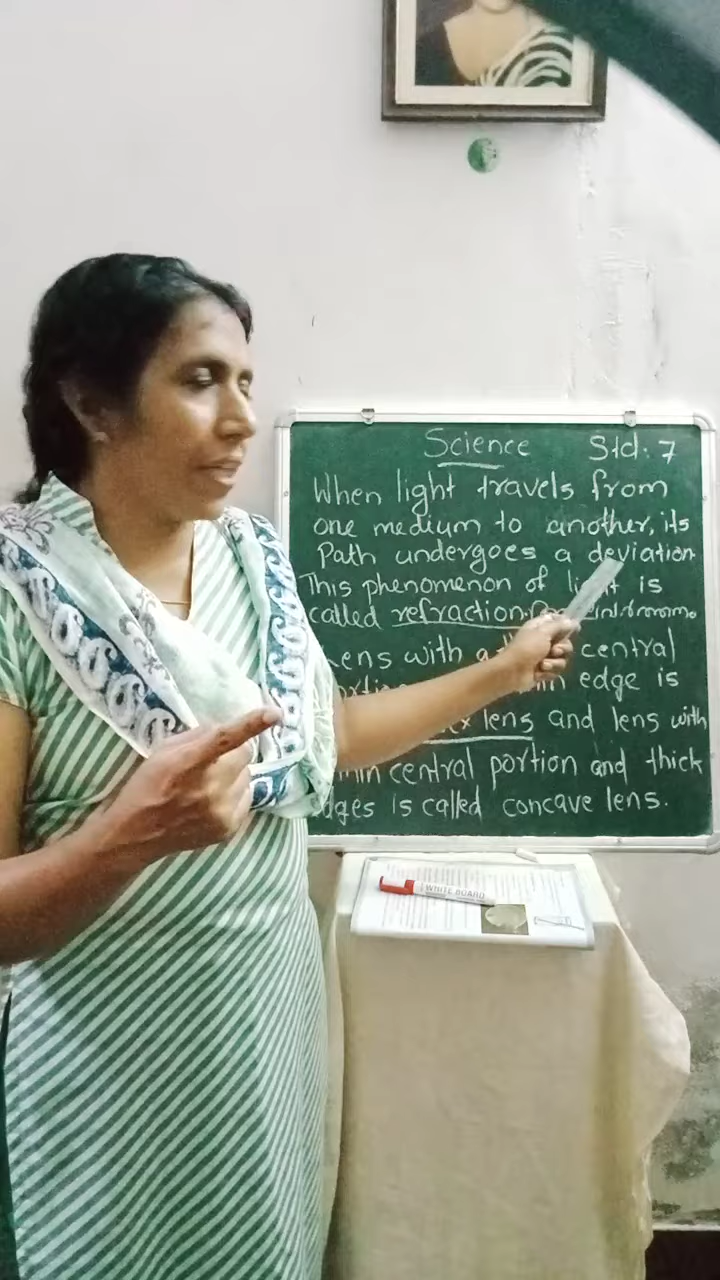 Science Std: 7
When light travels from
one medium to another, its
Path undergoes a deviation
This phenomenon of is
called refraction.
with central
edge is
lens and lens with
central portion and thick
is called concave lens.
WHITE BOARD